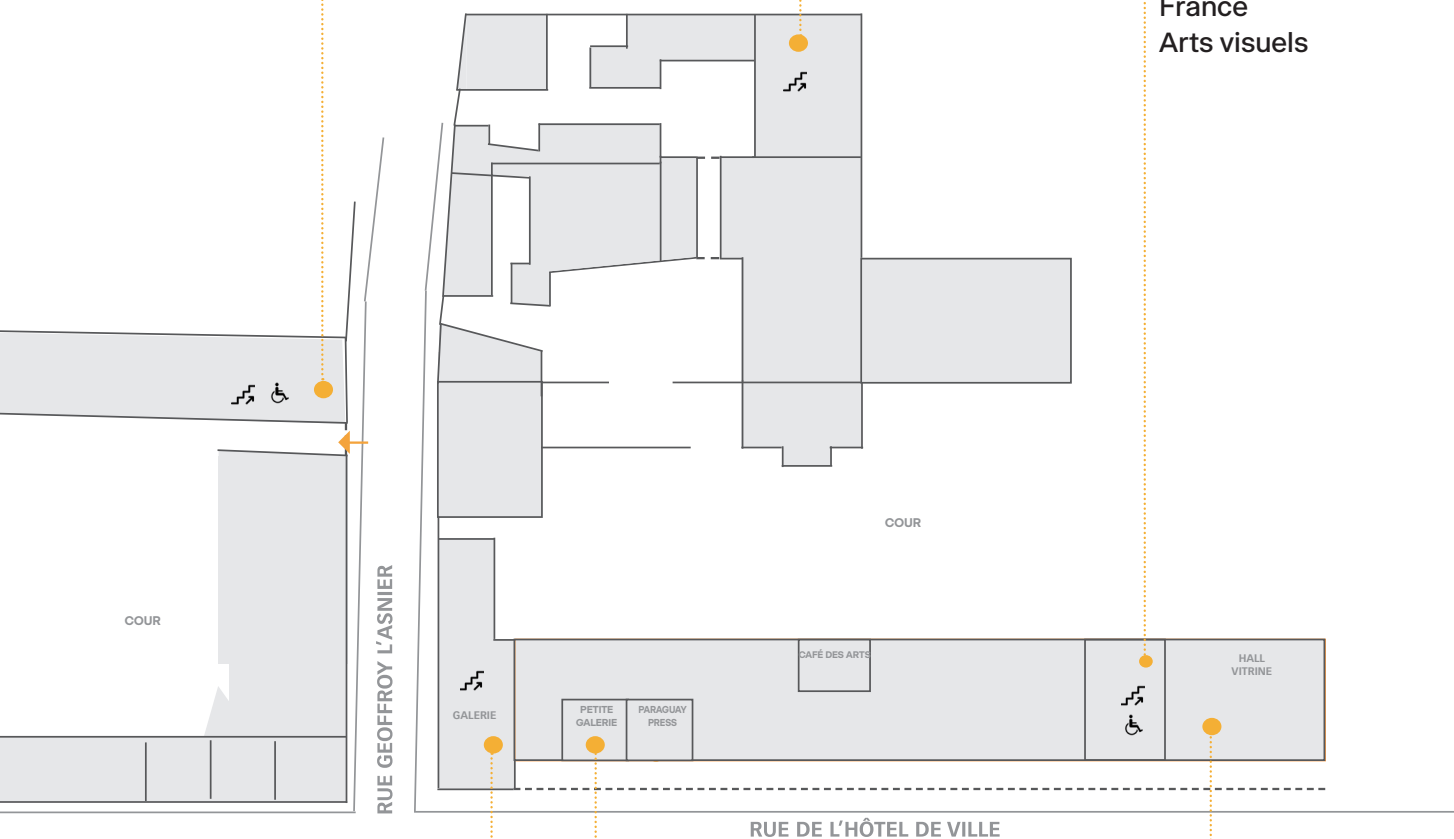 France
Arts visuels
COUR
COUR
RUE GEOFFROY L'ASNIER
CAFÉ DES ARTS
HALL
VITRINE
GALERIE
PETITE
GALERIE
PARAGUAY
PRESS
RUE DE L'HÔTEL DE VILLE